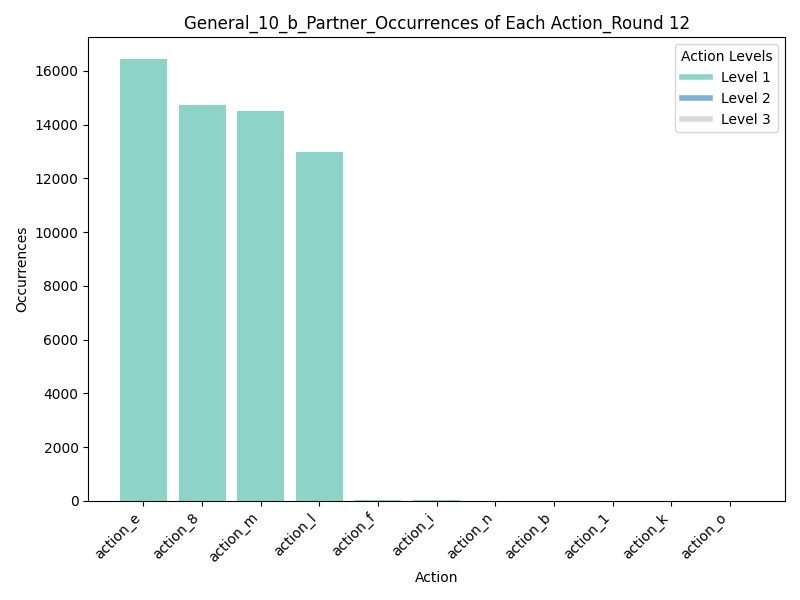 General_10_b_Partner_Occurrences of Each Action_Round 12
Action Levels
Level 1
Level 2
Level 3
16000
14000
12000
10000
8000
6000
4000
2000
0
Occurrences
action_e
action_8
action_m
action_l
action_f
action_i
action_n
action_b
action_1
action_k
action_o
Action